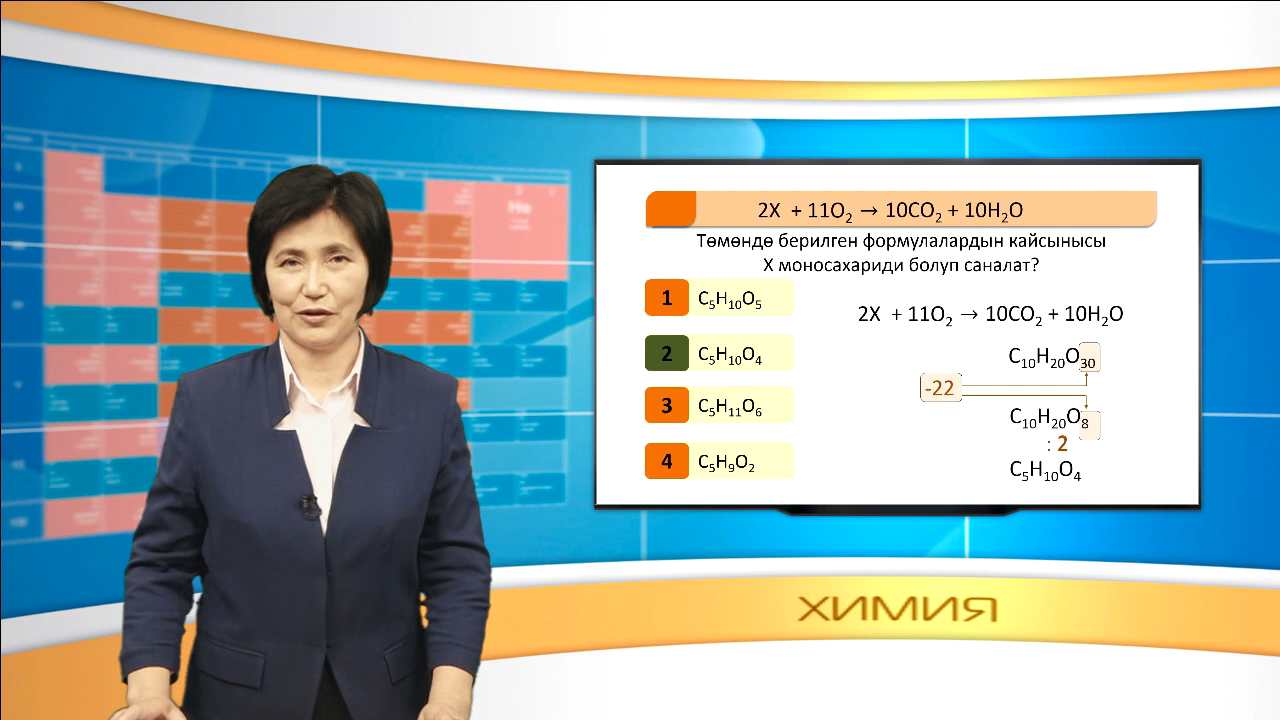 2X + 11O₂ → 10CO₂ + 10H₂O
Төмөндө берилген формулалардын кайсынысы
X моносахариди болуп саналат?
1 C₅H₁₀O₅
2 C₅H₁₀O₄
3 C₅H₁₁O₆
4 C₅H₉O₂
2X + 11O₂ → 10CO₂ + 10H₂O
C₁₀H₂₀O₃₀
-22
C₁₀H₂₀O₈
: 2
C₅H₁₀O₄
He
ХИМИЯ